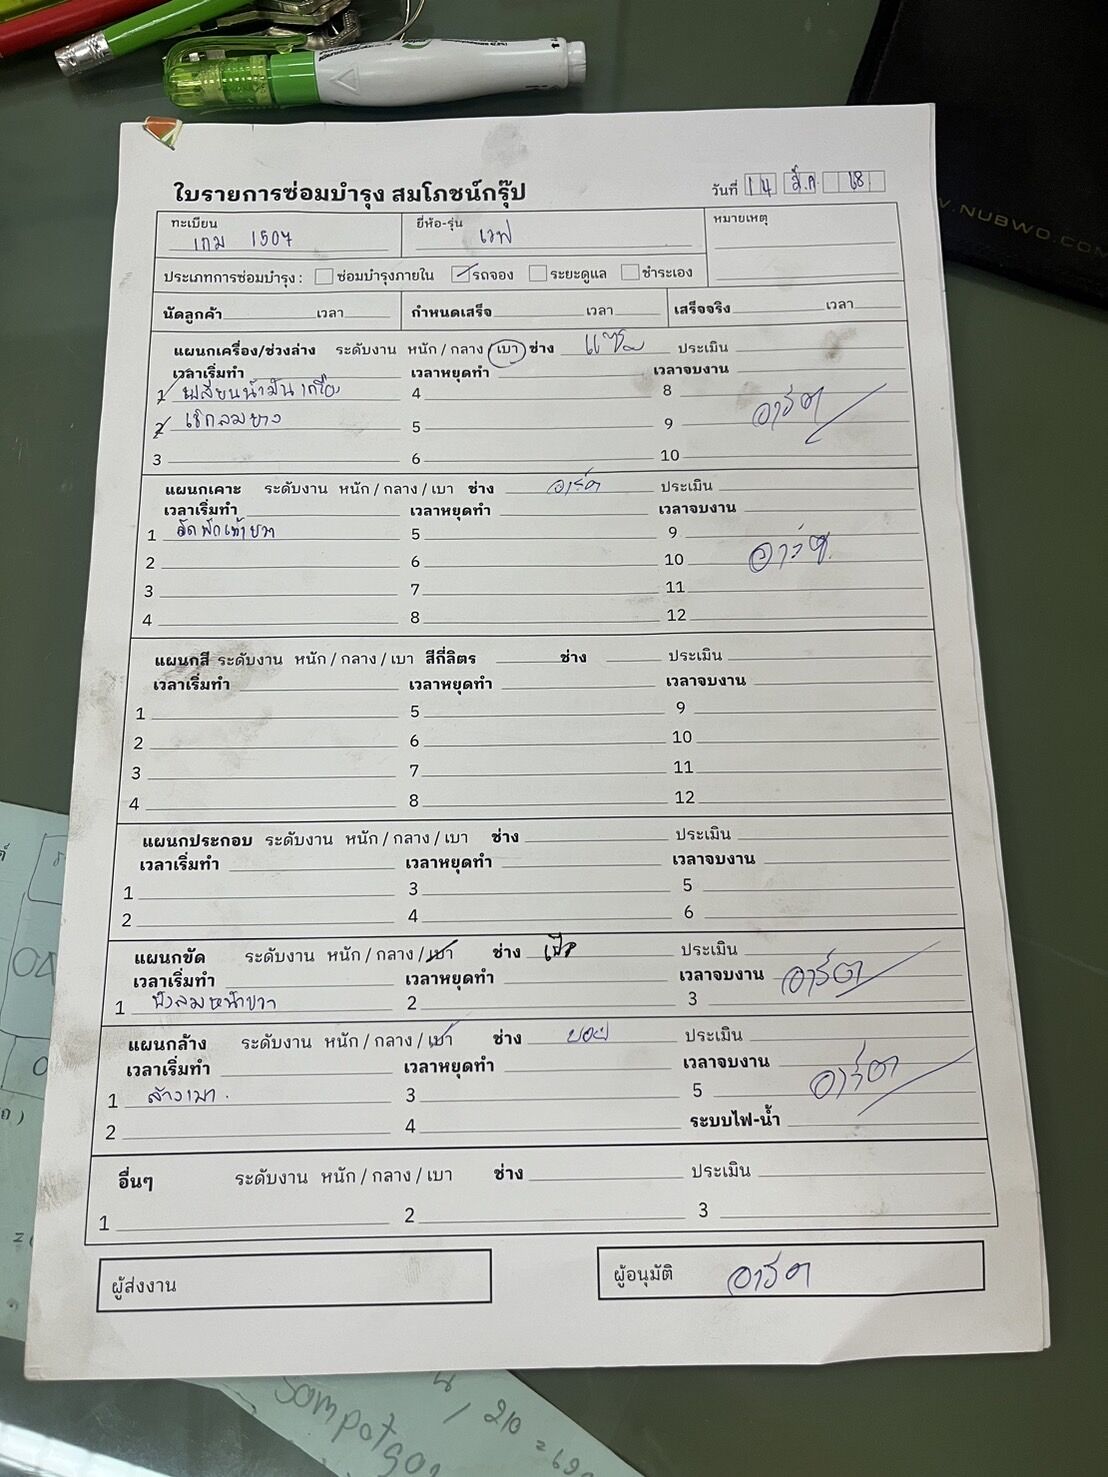 ใบรายการซ่อมบำรุง สมโภชน์กรุ๊ป
วันที่ 14 มี.ค. 68
ทะเบียน เกม 1507 ยี่ห้อ-รุ่น เวฟ หมายเหตุ
ประเภทการซ่อมบำรุง : ซ่อมบำรุงภายใน รถจอง ระยะดูแล ชำระเอง
นัดลูกค้า เวลา กำหนดเสร็จ เวลา เสร็จจริง เวลา
แผนกเครื่อง/ช่วงล่าง ระดับงาน หนัก / กลาง / เบา ช่าง ประเมิน
เวลาเริ่มทำ เวลาหยุดทำ เวลาจบงาน
1 เปลี่ยนน้ำมันเครื่อง 4 8
2 เช็กลมยาง 5 9 อาร์ต
3 6 10
แผนกเคาะ ระดับงาน หนัก / กลาง / เบา ช่าง อาร์ต ประเมิน
เวลาเริ่มทำ เวลาหยุดทำ เวลาจบงาน
1 5 9
2 6 10 อาร์ต
3 7 11
4 8 12
แผนกสี ระดับงาน หนัก / กลาง / เบา สีกี่ลิตร ช่าง ประเมิน
เวลาเริ่มทำ เวลาหยุดทำ เวลาจบงาน
1 5 9
2 6 10
3 7 11
4 8 12
แผนกประกอบ ระดับงาน หนัก / กลาง / เบา ช่าง ประเมิน
เวลาเริ่มทำ เวลาหยุดทำ เวลาจบงาน
1 3 5
2 4 6
แผนกขัด ระดับงาน หนัก / กลาง / เบา ช่าง ประเมิน
เวลาเริ่มทำ เวลาหยุดทำ เวลาจบงาน อาร์ต
1 2 3
แผนกล้าง ระดับงาน หนัก / กลาง / เบา ช่าง บอย ประเมิน
เวลาเริ่มทำ เวลาหยุดทำ เวลาจบงาน
1 ล้างเบา 3 5 อาร์ต
2 4 ระบบไฟ-น้ำ
อื่นๆ ระดับงาน หนัก / กลาง / เบา ช่าง ประเมิน
1 2 3
ผู้ส่งงาน ผู้อนุมัติ อาร์ต
NUBWO.COM
210